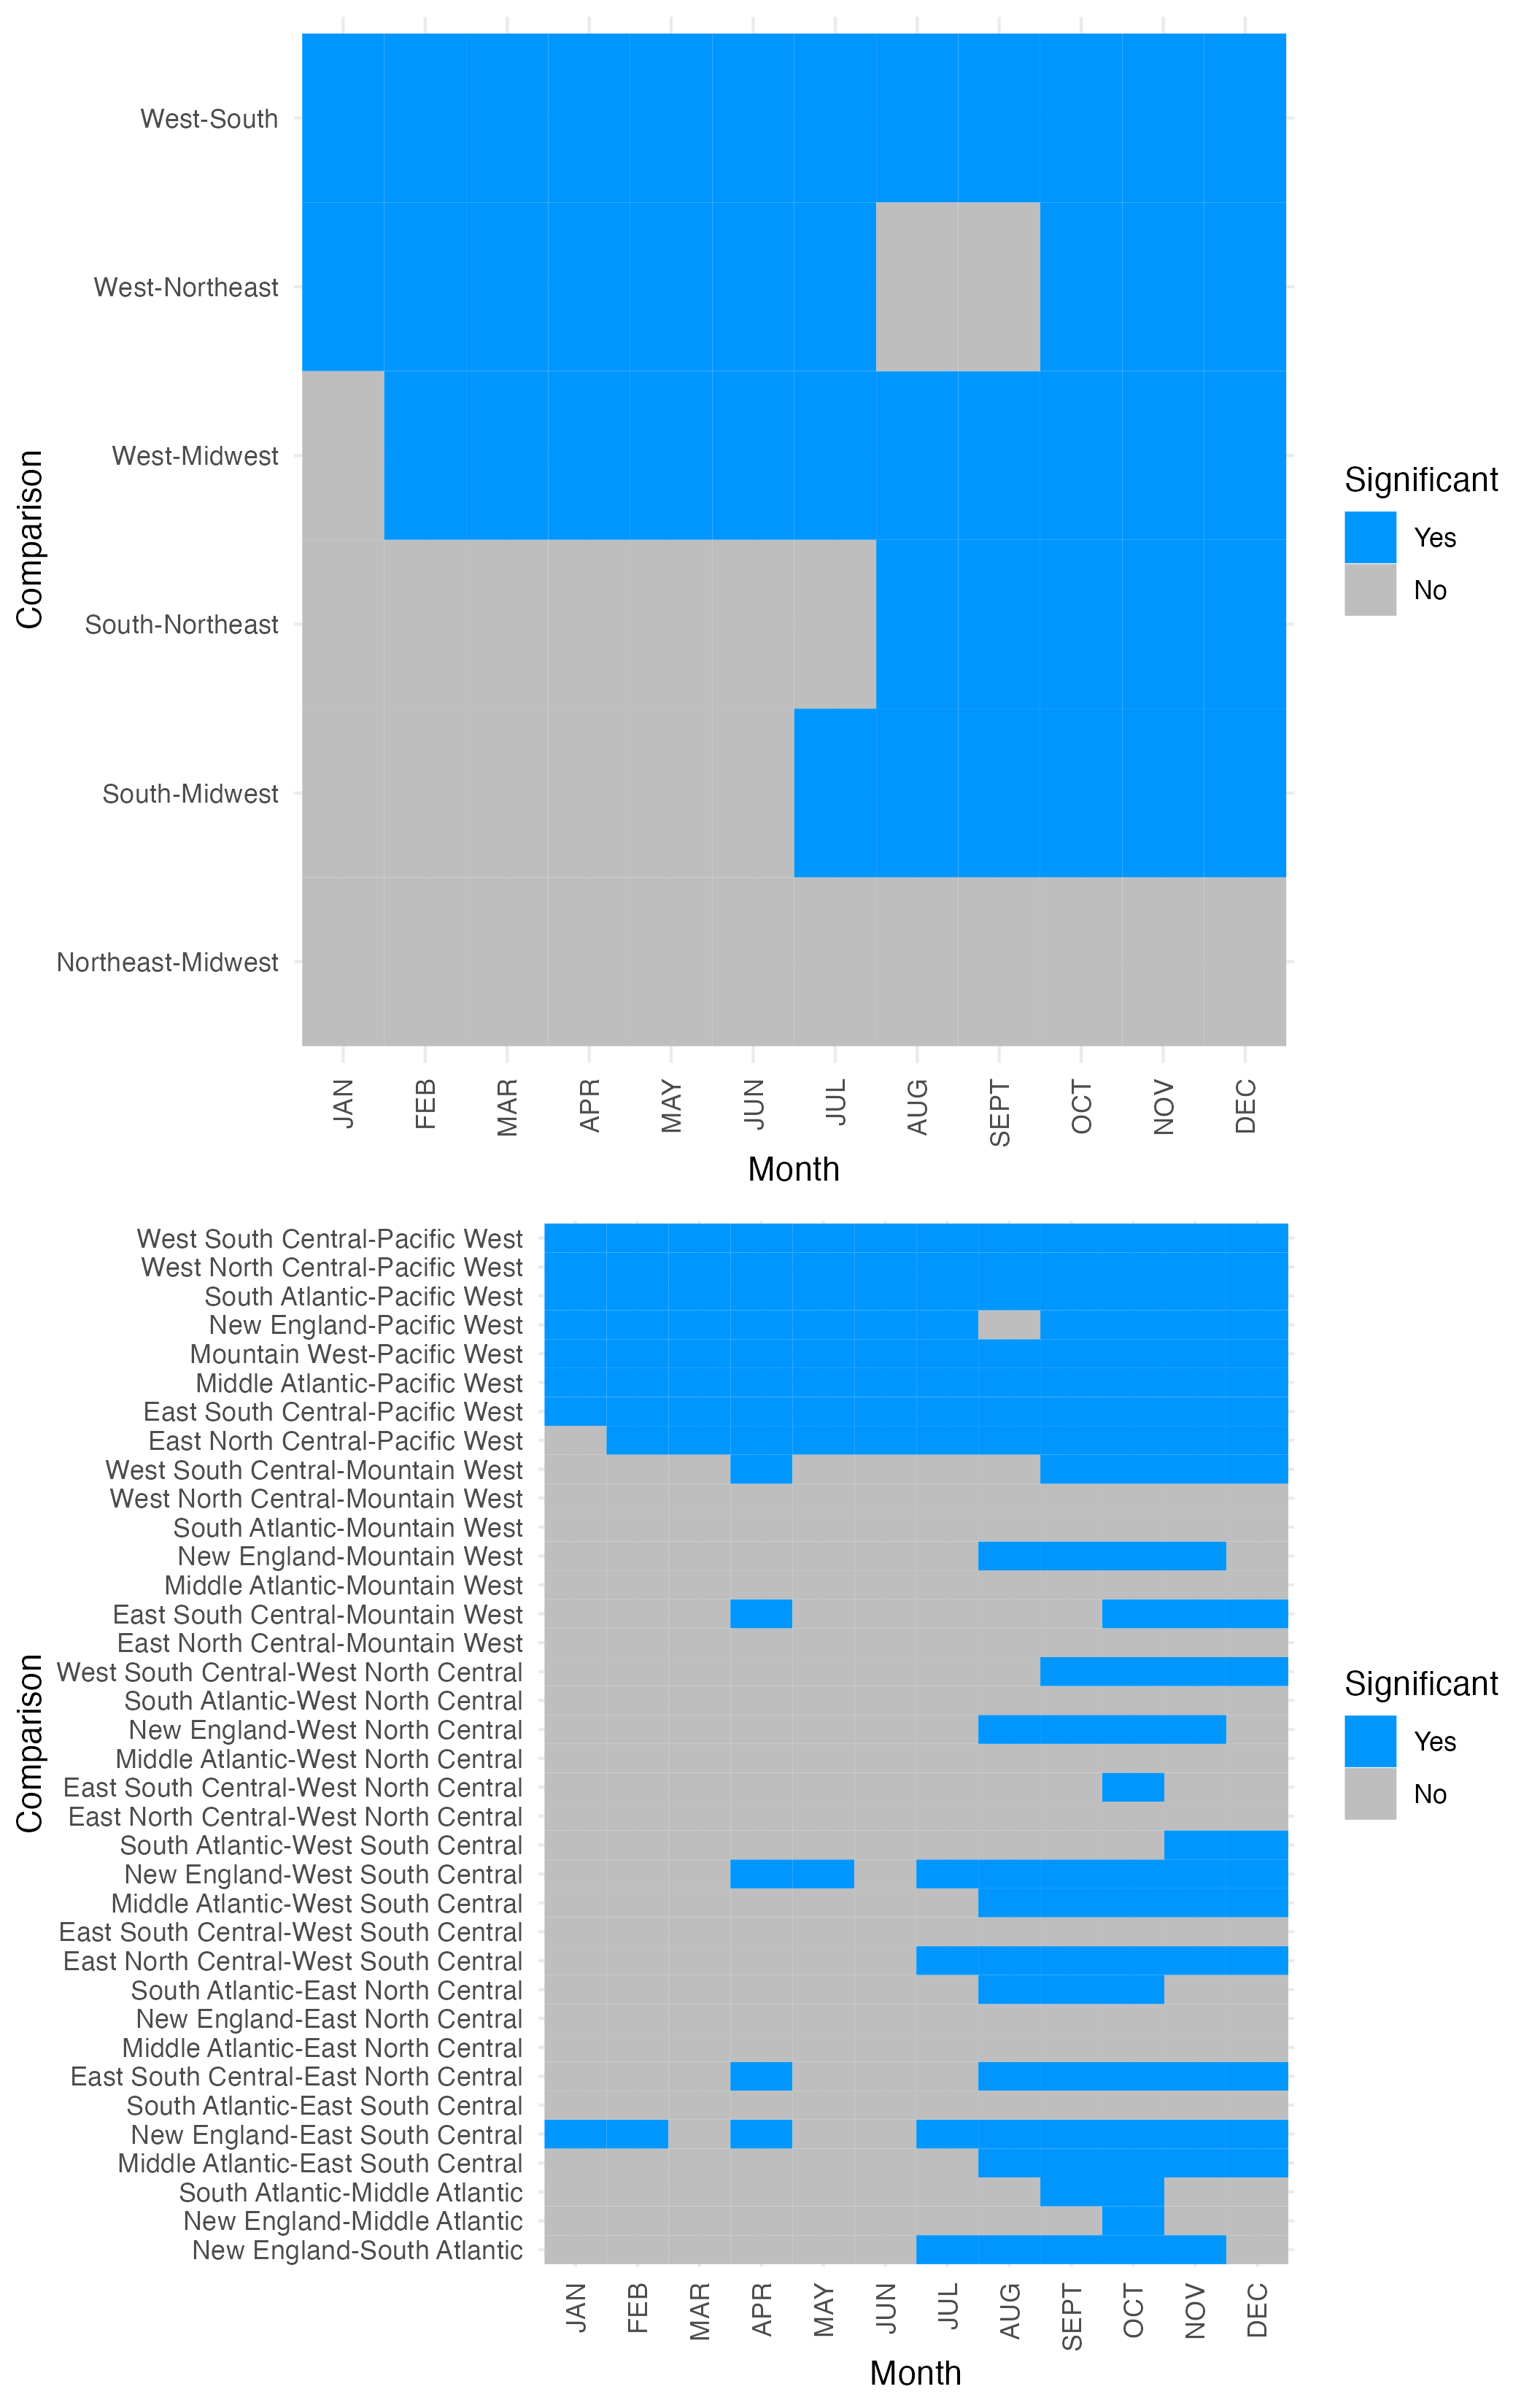 West-South
West-Northeast
West-Midwest
South-Northeast
South-Midwest
Northeast-Midwest
Comparison
JAN FEB MAR APR MAY JUN JUL AUG SEPT OCT NOV DEC
Month
Significant
Yes
No
West South Central-Pacific West
West North Central-Pacific West
South Atlantic-Pacific West
New England-Pacific West
Mountain West-Pacific West
Middle Atlantic-Pacific West
East South Central-Pacific West
East North Central-Pacific West
West South Central-Mountain West
West North Central-Mountain West
South Atlantic-Mountain West
New England-Mountain West
Middle Atlantic-Mountain West
East South Central-Mountain West
East North Central-Mountain West
West South Central-West North Central
South Atlantic-West North Central
New England-West North Central
Middle Atlantic-West North Central
East South Central-West North Central
East North Central-West North Central
South Atlantic-West South Central
New England-West South Central
Middle Atlantic-West South Central
East South Central-West South Central
East North Central-West South Central
South Atlantic-East North Central
New England-East North Central
Middle Atlantic-East North Central
East South Central-East North Central
South Atlantic-East South Central
New England-East South Central
Middle Atlantic-East South Central
South Atlantic-Middle Atlantic
New England-Middle Atlantic
New England-South Atlantic
Comparison
JAN FEB MAR APR MAY JUN JUL AUG SEPT OCT NOV DEC
Month
Significant
Yes
No